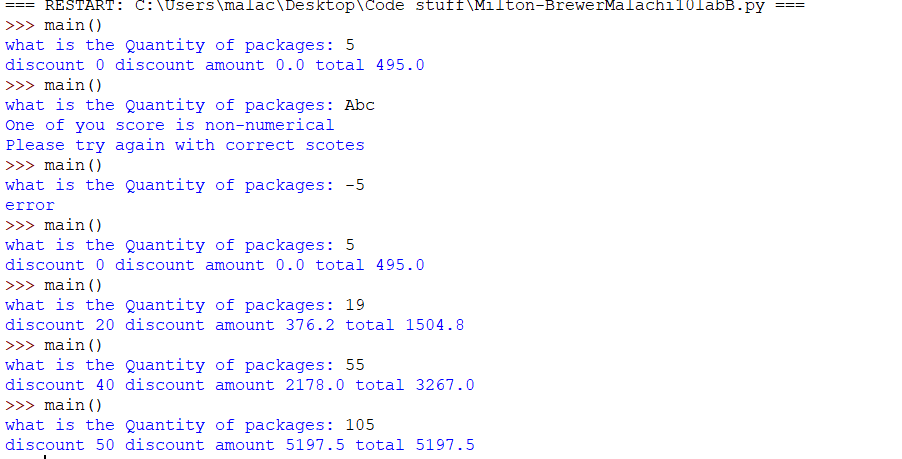 === RESTART: C:\Users\malac\Desktop\Code stuff\Milton-BrewerMalachi10labB.py ===
>>> main()
what is the Quantity of packages: 5
discount 0 discount amount 0.0 total 495.0
>>> main()
what is the Quantity of packages: Abc
One of you score is non-numerical
Please try again with correct scotes
>>> main()
what is the Quantity of packages: -5
error
>>> main()
what is the Quantity of packages: 5
discount 0 discount amount 0.0 total 495.0
>>> main()
what is the Quantity of packages: 19
discount 20 discount amount 376.2 total 1504.8
>>> main()
what is the Quantity of packages: 55
discount 40 discount amount 2178.0 total 3267.0
>>> main()
what is the Quantity of packages: 105
discount 50 discount amount 5197.5 total 5197.5